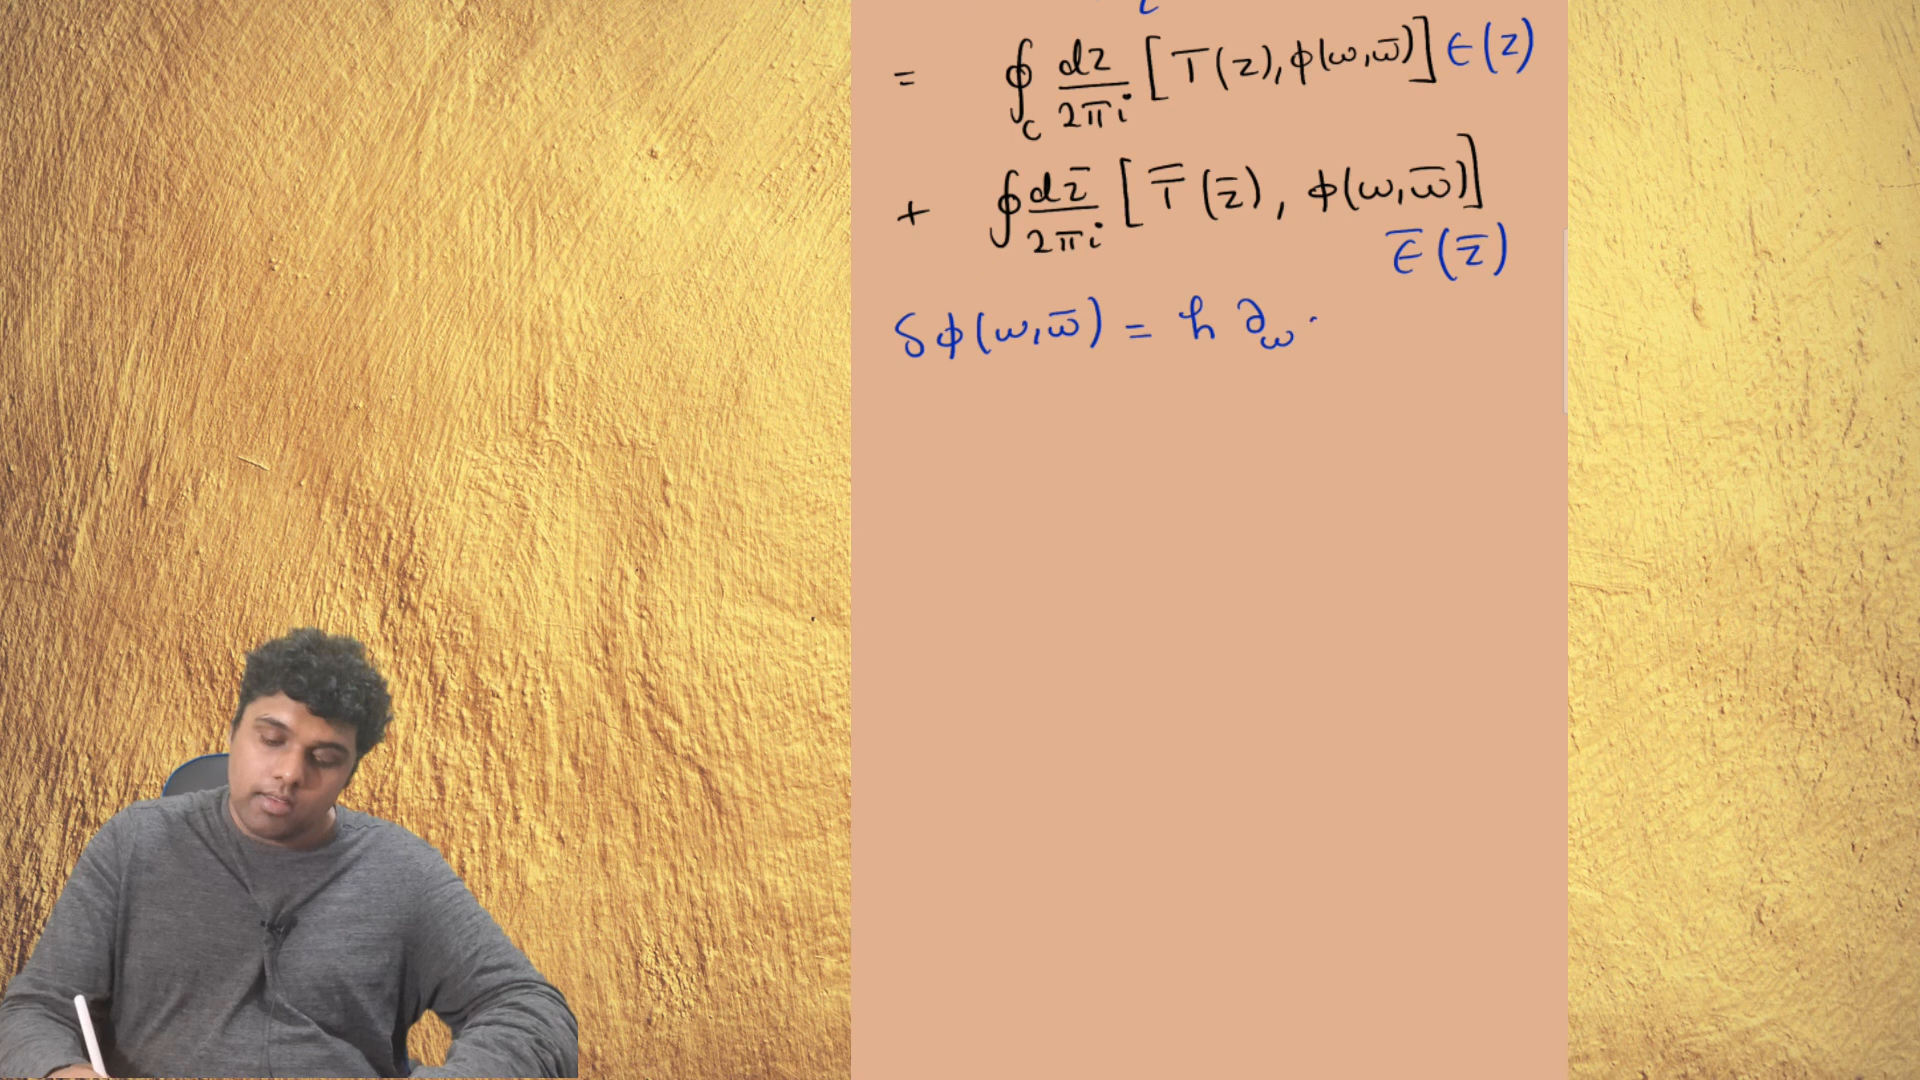 = ∮_C dz/2πi [T(z), ϕ(ω,ω̄)] ∈(z)
+ ∮ dz̄/2πi [T̄(z̄), ϕ(ω,ω̄)]
ϵ̄(z̄)
δϕ(ω,ω̄) = h ∂_ω